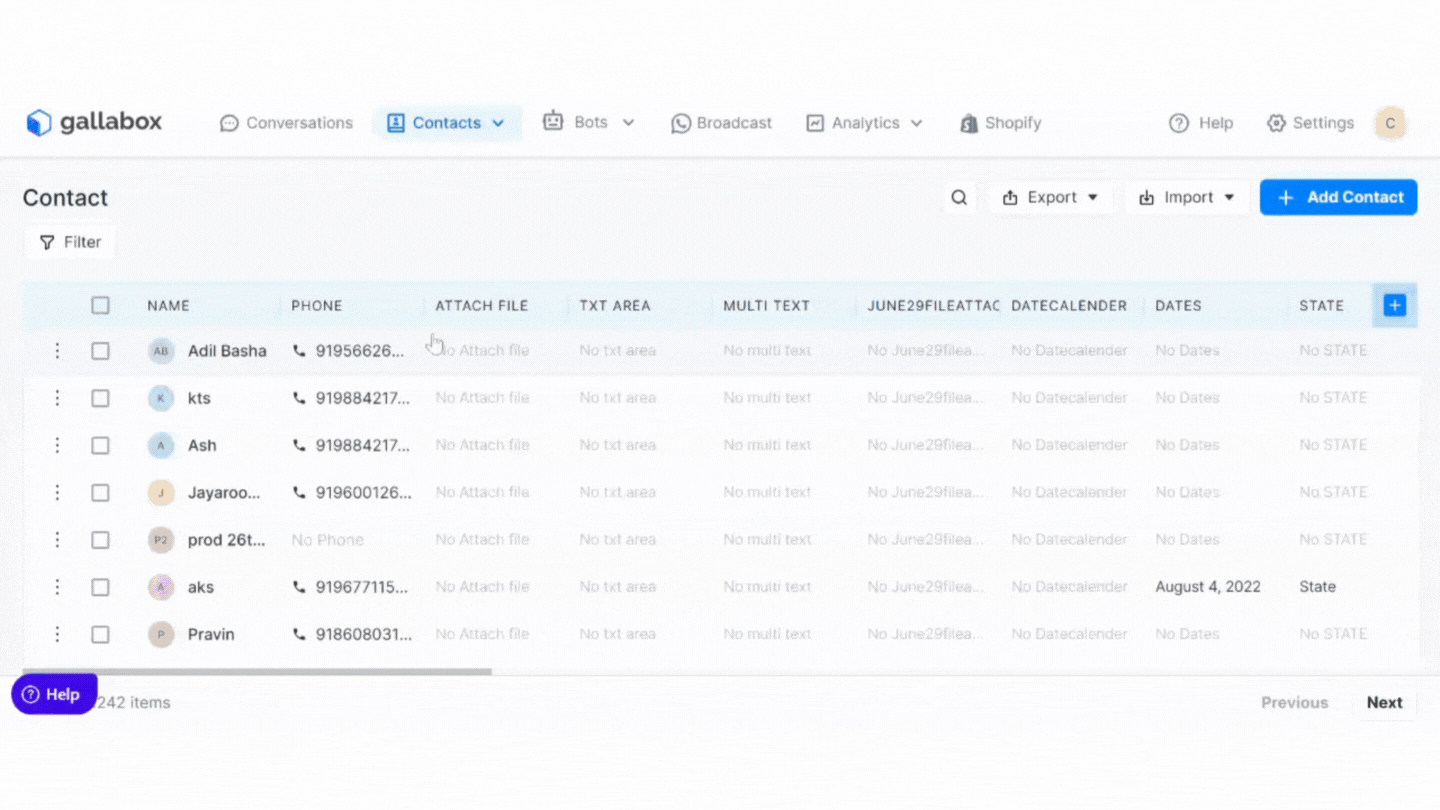 gallabox Conversations Contacts Bots Broadcast Analytics Shopify Help Settings C
Contact Export Import + Add Contact
Filter
NAME PHONE ATTACH FILE TXT AREA MULTI TEXT JUNE29FILEATTAC DATECALENDER DATES STATE +
AB Adil Basha 91956626... No Attach file No txt area No multi text No June29filea... No Datecalender No Dates No STATE
K kts 919884217... No Attach file No txt area No multi text No June29filea... No Datecalender No Dates No STATE
A Ash 919884217... No Attach file No txt area No multi text No June29filea... No Datecalender No Dates No STATE
J Jayaroo... 919600126... No Attach file No txt area No multi text No June29filea... No Datecalender No Dates No STATE
P2 prod 26t... No Phone No Attach file No txt area No multi text No June29filea... No Datecalender No Dates No STATE
A aks 919677115... No Attach file No txt area No multi text No June29filea... No Datecalender August 4, 2022 State
P Pravin 918608031... No Attach file No txt area No multi text No June29filea... No Datecalender No Dates No STATE
? Help 242 items Previous Next